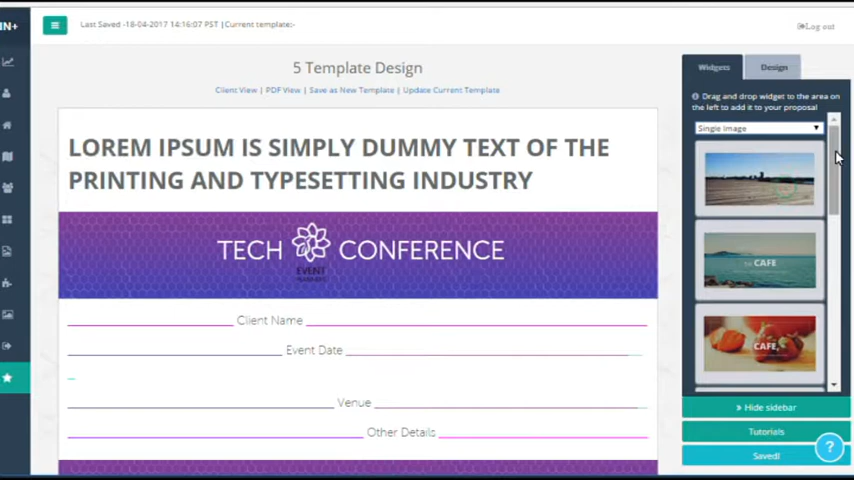 IN+
Last Saved -18-04-2017 14:16:07 PST |Current template:-
Log out
5 Template Design
Client View | PDF View | Save as New Template | Update Current Template
LOREM IPSUM IS SIMPLY DUMMY TEXT OF THE
PRINTING AND TYPESETTING INDUSTRY
TECH CONFERENCE
EVENT
Client Name
Event Date
Venue
Other Details
Widgets
Design
Drag and drop widget to the area on
the left to add it to your proposal
Single Image
CAFE
CAFE,
» Hide sidebar
Tutorials
Saved!
?